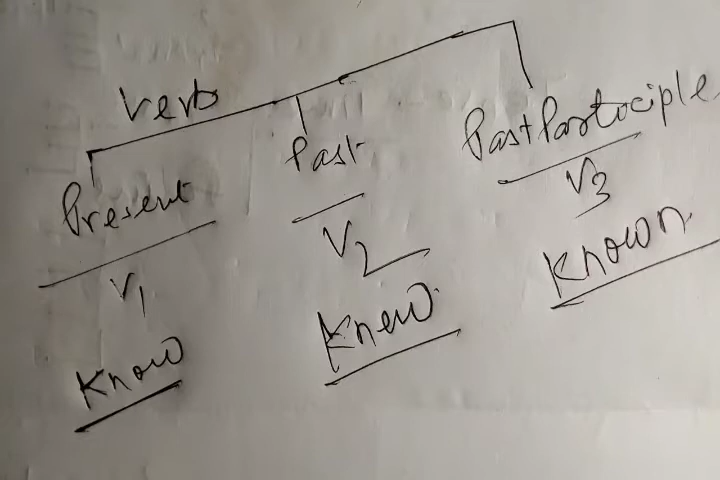 Verb
Present Past Past Participle
V1 V2 V3
Know Knew. Known.